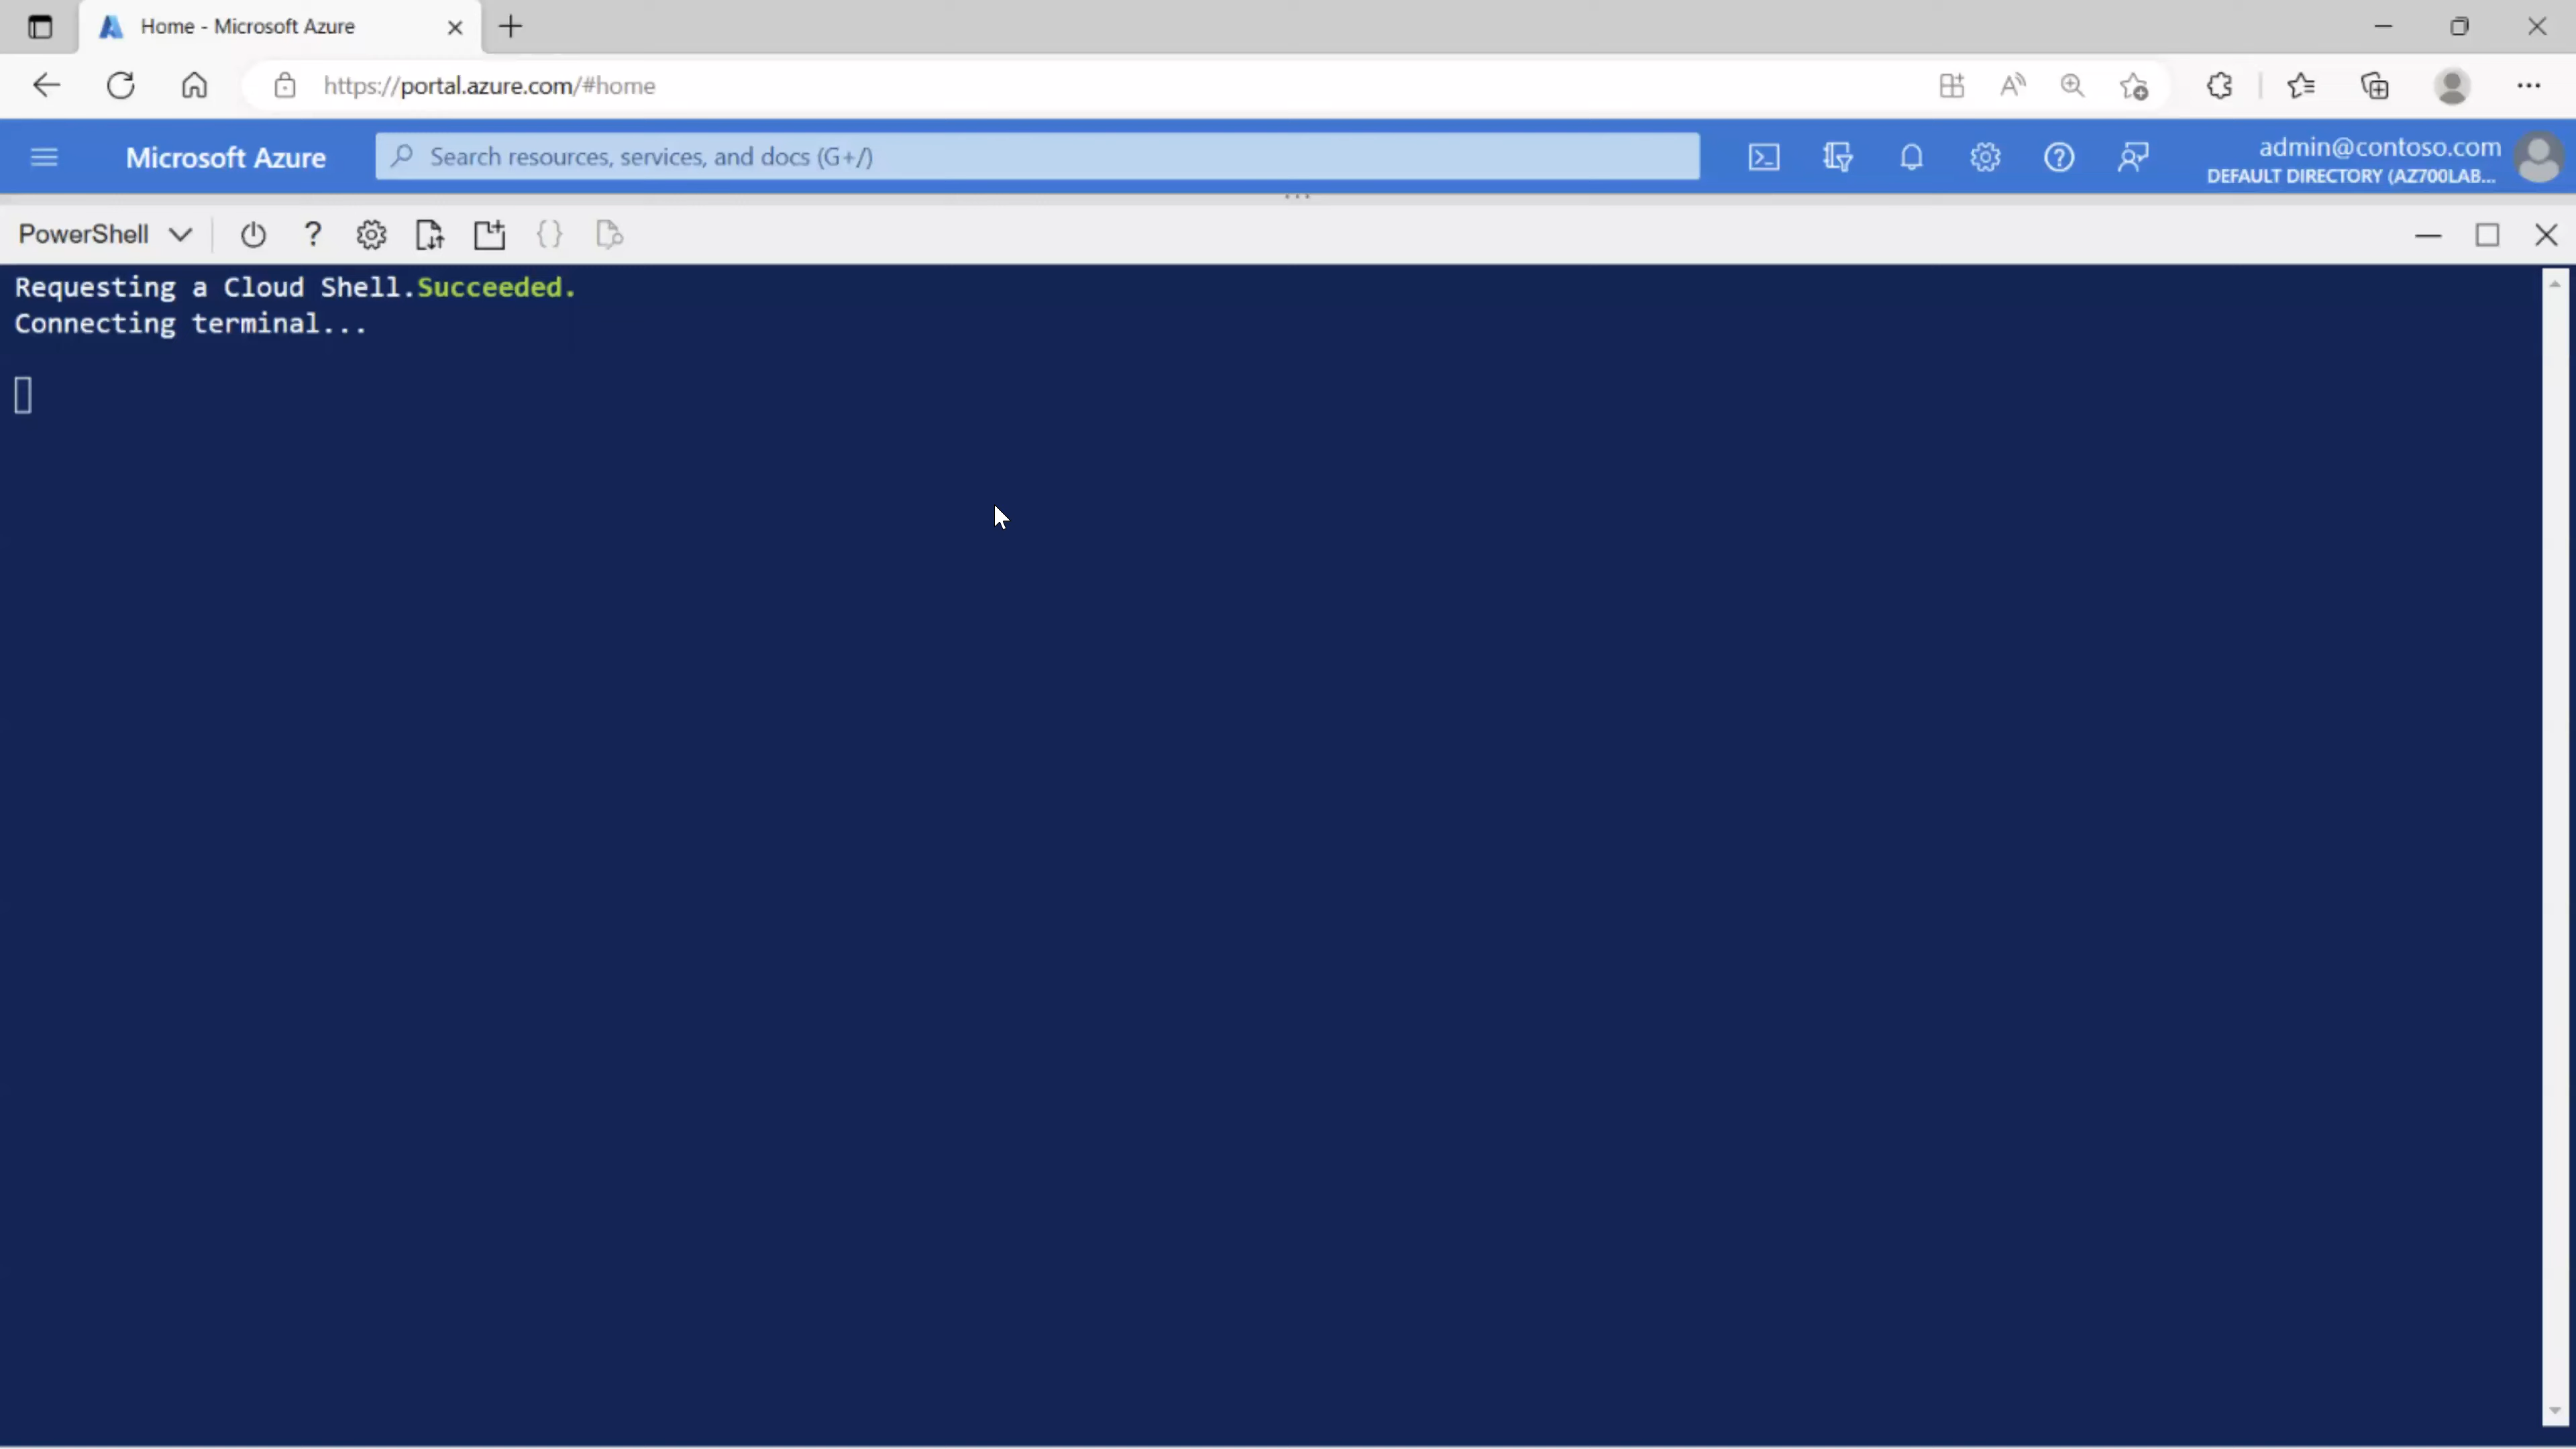 Home - Microsoft Azure
https://portal.azure.com/#home
Microsoft Azure
Search resources, services, and docs (G+/)
admin@contoso.com
DEFAULT DIRECTORY (AZ700LAB...
PowerShell
Requesting a Cloud Shell.Succeeded.
Connecting terminal...